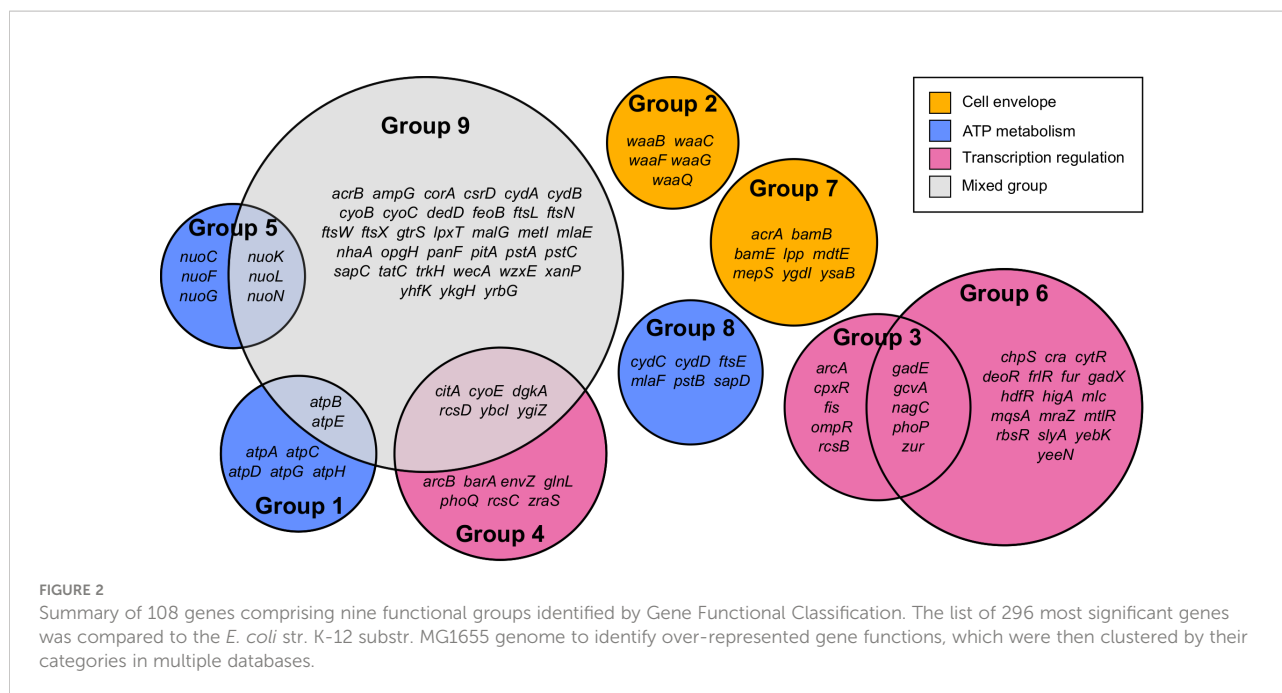 Group 9
acrB ampG corA csrD cydA cydB
cyoB cyoC dedD feoB ftsL ftsN
ftsW ftsX gtrS lpxT malG metI mlaE
nhaA opgH panF pitA pstA pstC
sapC tatC trkH wecA wzxE xanP
yhfK ykgH yrbG
Group 5
nuoC
nuoF
nuoG
nuoK
nuoL
nuoN
atpB
atpE
atpA atpC
atpD atpG atpH
Group 1
citA cyoE dgkA
rcsD ybcI ygiZ
arcB barA envZ glnL
phoQ rcsC zraS
Group 4
Group 2
waaB waaC
waaF waaG
waaQ
Group 7
acrA bamB
bamE lpp mdtE
mepS ygdI ysaB
Group 8
cydC cydD ftsE
mlaF pstB sapD
Group 3
arcA
cpxR
fis
ompR
rcsB
gadE
gcvA
nagC
phoP
zur
Group 6
chpS cra cytR
deoR frlR fur gadX
hdfR higA mlc
mqsA mraZ mtlR
rbsR slyA yebK
yeeN
Cell envelope
ATP metabolism
Transcription regulation
Mixed group
FIGURE 2
Summary of 108 genes comprising nine functional groups identified by Gene Functional Classification. The list of 296 most significant genes
was compared to the E. coli str. K-12 substr. MG1655 genome to identify over-represented gene functions, which were then clustered by their
categories in multiple databases.